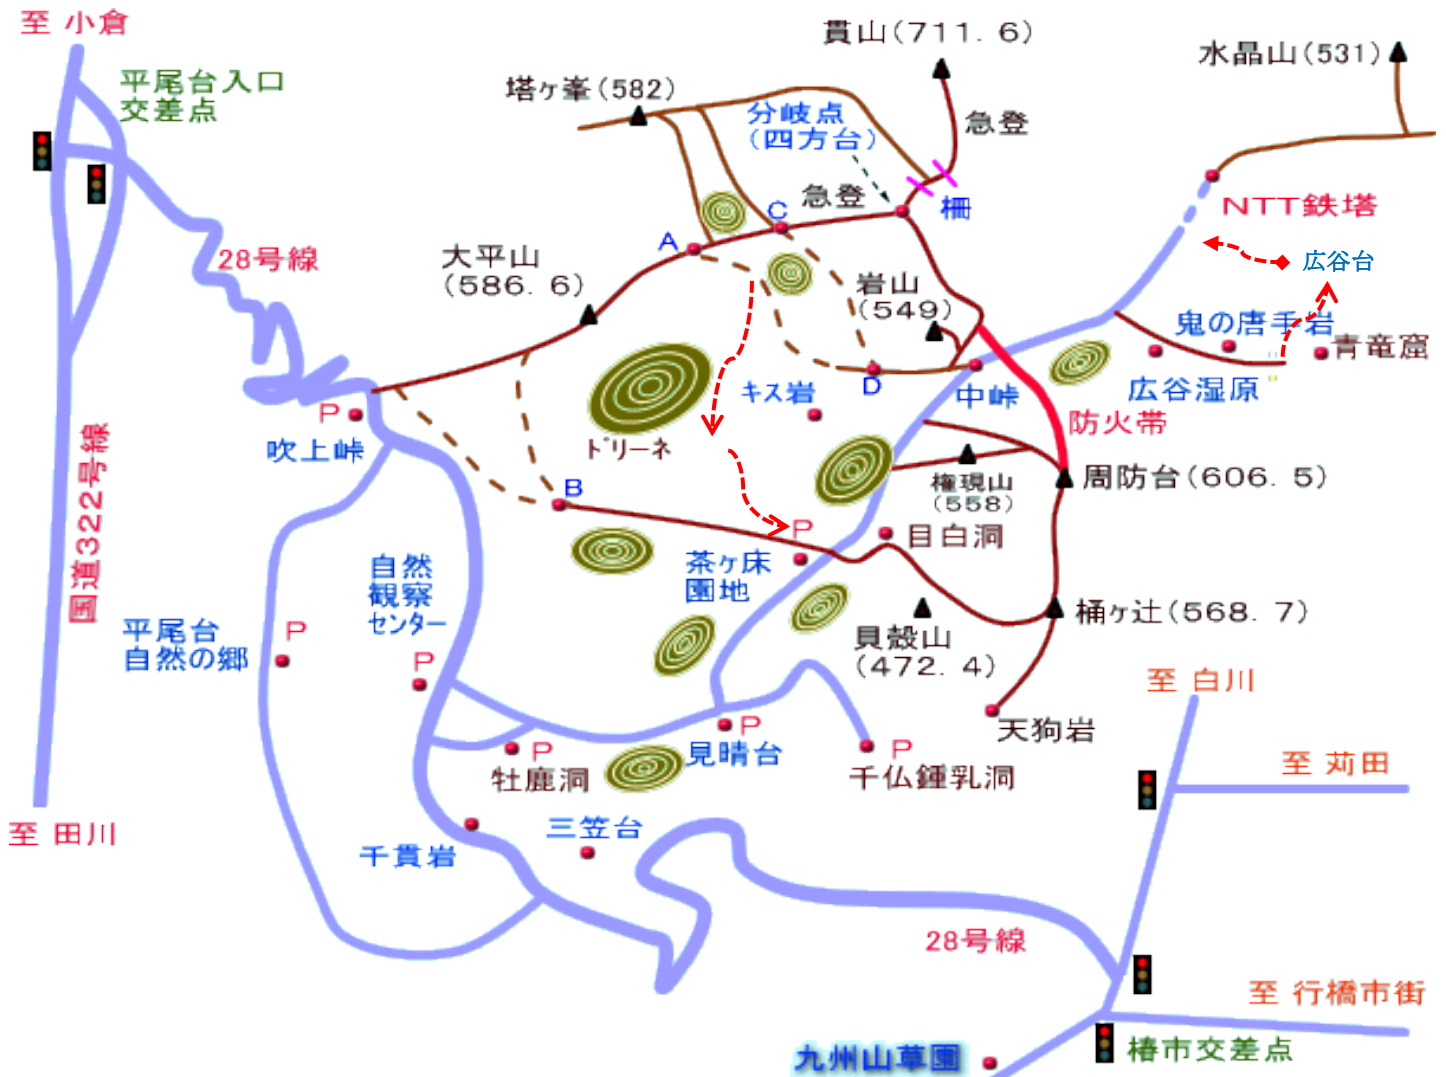 至 小倉
平尾台入口
交差点
貫山(711. 6)
水晶山(531)
塔ヶ峯(582)
分岐点
(四方台)
急登
急登
柵
NTT鉄塔
C
A
28号線
大平山
(586. 6)
岩山
(549)
広谷台
鬼の唐手岩
青竜窟
広谷湿原
キス岩
D
中峠
防火帯
P
吹上峠
ドリーネ
権現山
(558)
周防台(606. 5)
B
国道322号線
P
目白洞
茶ヶ床
園地
自然
観察
センター
P
平尾台
自然の郷
P
貝殻山
(472. 4)
桶ヶ辻(568. 7)
至 白川
天狗岩
P
見晴台
P
牡鹿洞
P
千仏鍾乳洞
至 苅田
至 田川
千貫岩
三笠台
28号線
至 行橋市街
椿市交差点
九州山草園